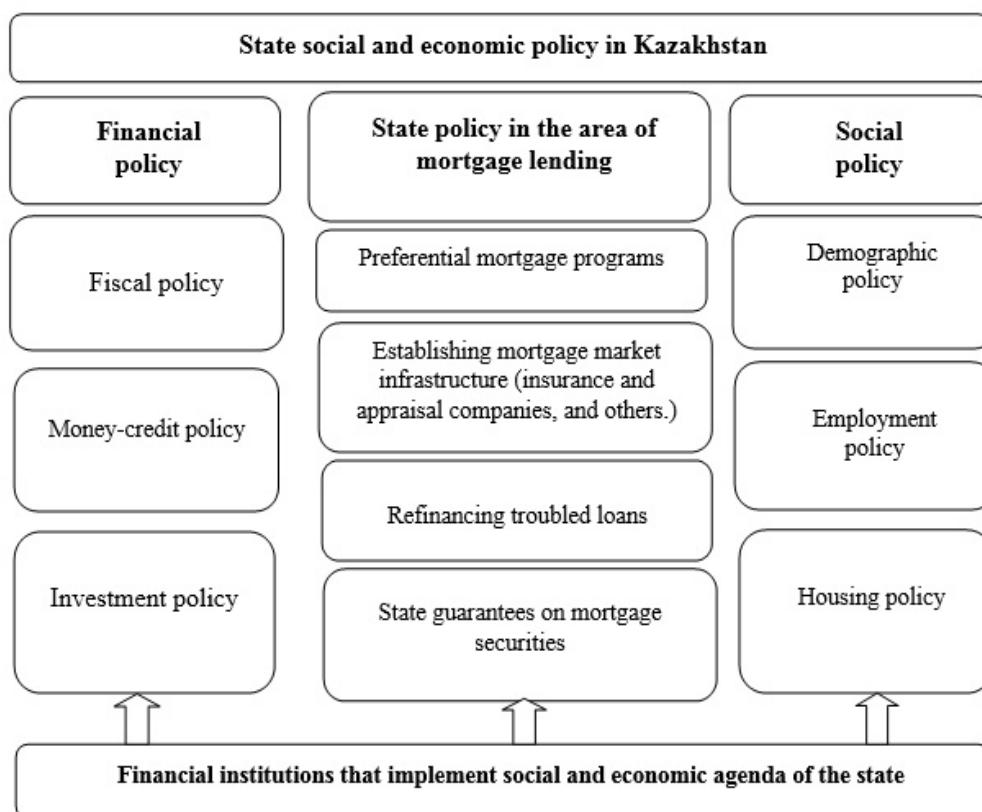 State social and economic policy in Kazakhstan
Financial
policy
Fiscal policy
Money-credit policy
Investment policy
State policy in the area of
mortgage lending
Preferential mortgage programs
Establishing mortgage market
infrastructure (insurance and
appraisal companies, and others.)
Refinancing troubled loans
State guarantees on mortgage
securities
Social
policy
Demographic
policy
Employment
policy
Housing policy
Financial institutions that implement social and economic agenda of the state